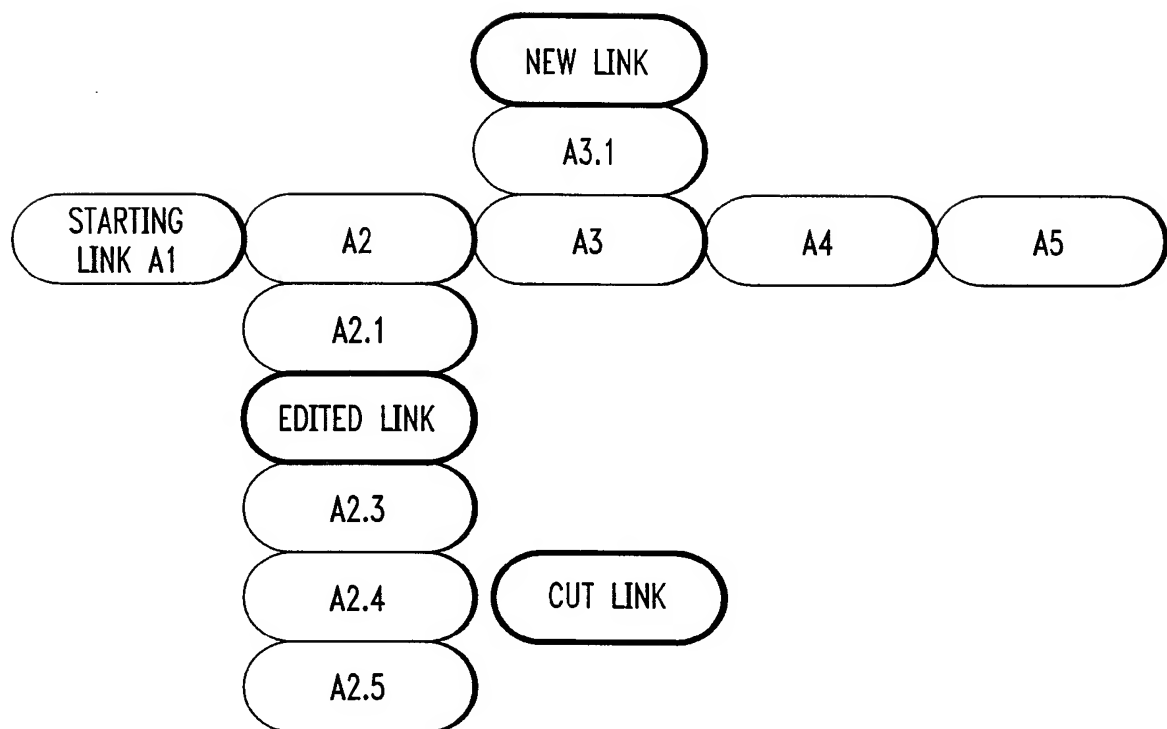 NEW LINK
A3.1
STARTING
LINK A1
A2
A3
A4
A5
A2.1
EDITED LINK
A2.3
A2.4
CUT LINK
A2.5